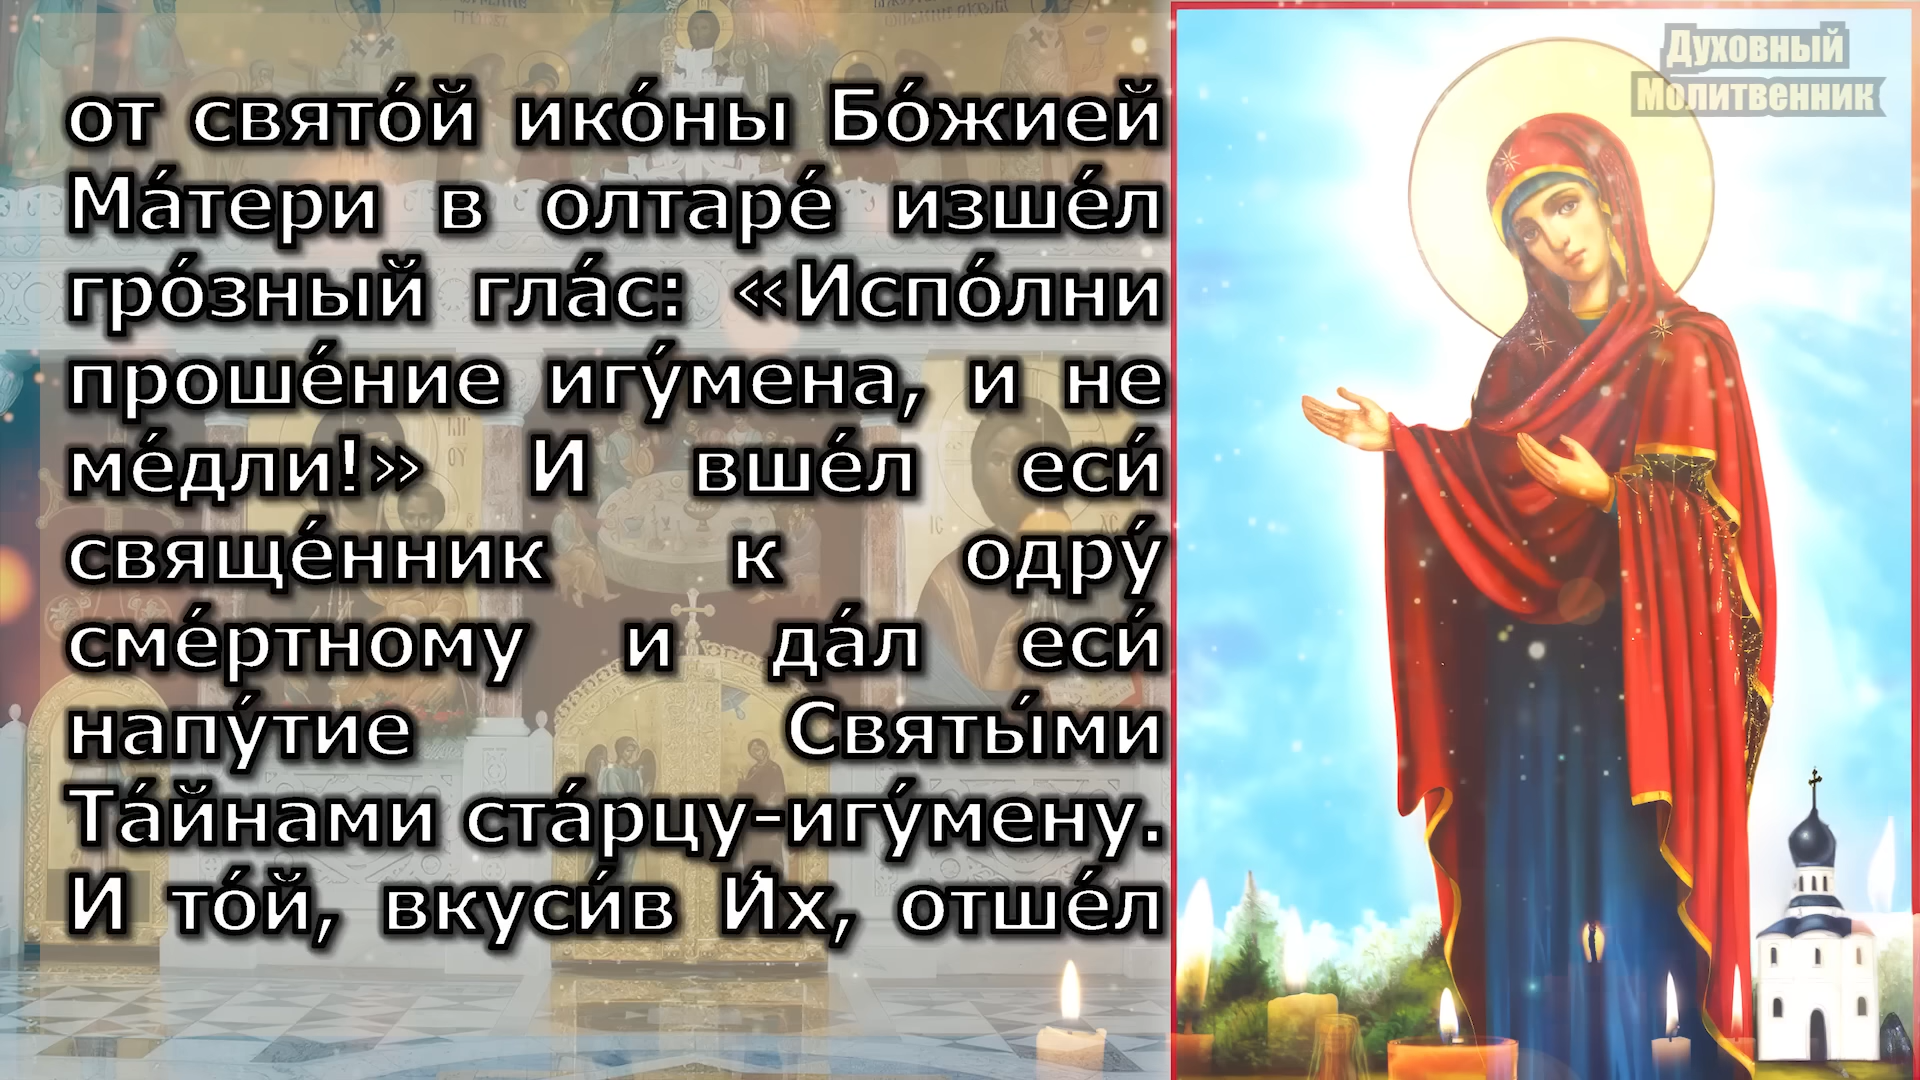 от свято́й ико́ны Бо́жией
Ма́тери в олтаре́ изше́л
гро́зный гла́с: «Испо́лни
проше́ние игу́мена, и не
ме́дли!» И вше́л еси́
свяще́нник к одру́
сме́ртному и да́л еси́
напу́тие Святы́ми
Та́йнами ста́рцу-игу́мену.
И то́й, вкуси́в И́х, отше́л
Духовный
Молитвенник